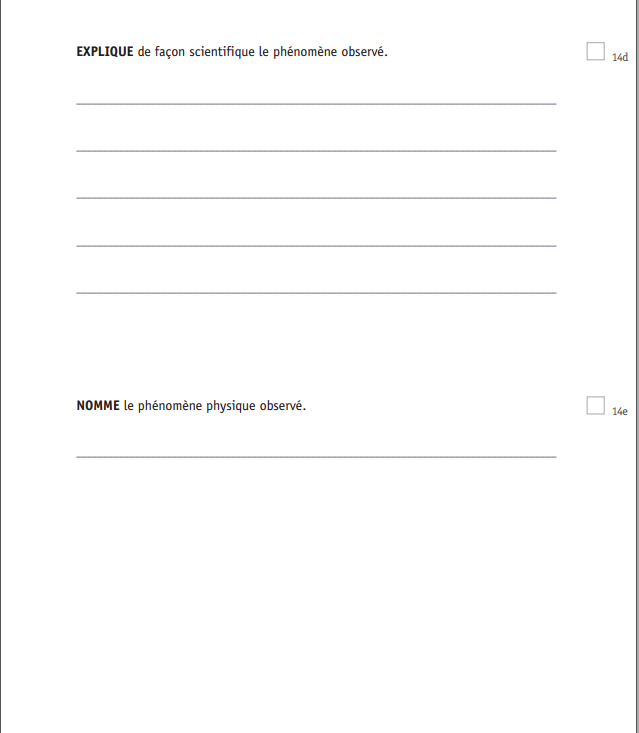 EXPLIQUE de façon scientifique le phénomène observé.
14d
NOMME le phénomène physique observé.
14e